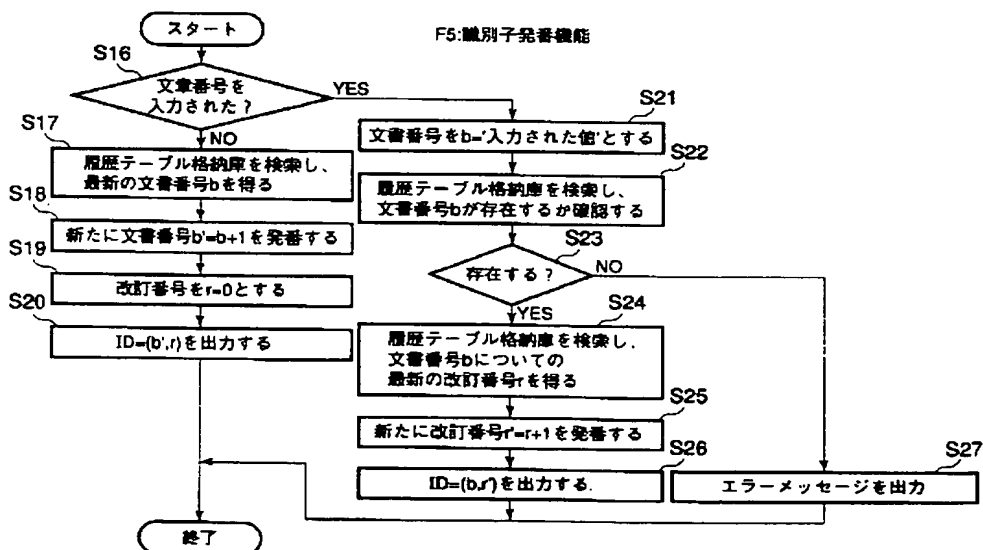 スタート
F5:識別子発番機能
S16
文章番号を
入力された？
YES
NO
S17
履歴テーブル格納庫を検索し、
最新の文書番号bを得る
S18
新たに文書番号b'=b+1を発番する
S19
改訂番号をr=0とする
S20
ID=(b',r)を出力する
S21
文書番号をb='入力された値'とする
S22
履歴テーブル格納庫を検索し、
文書番号bが存在するか確認する
S23
存在する？
NO
YES
S24
履歴テーブル格納庫を検索し、
文書番号bについての
最新の改訂番号rを得る
S25
新たに改訂番号r'=r+1を発番する
S26
ID=(b,r')を出力する.
S27
エラーメッセージを出力
終了